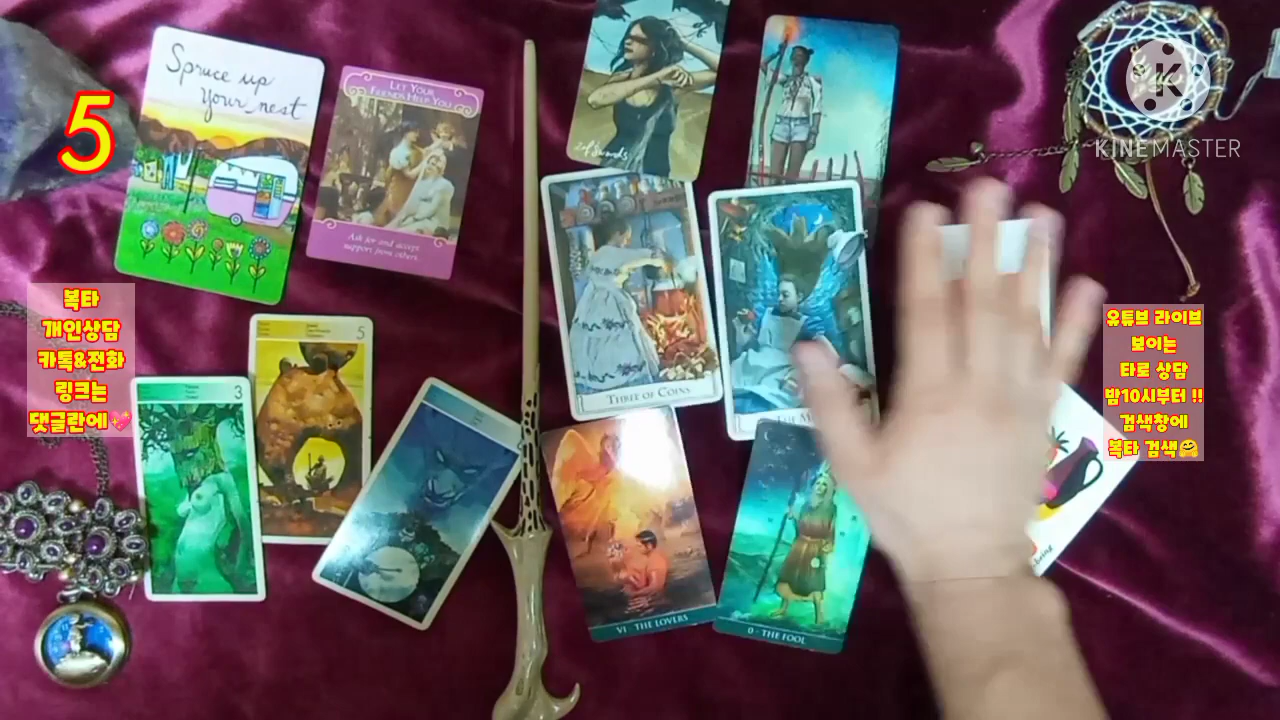 5
Spruce up
your nest
LET YOUR
FRIENDS HELP YOU
Ask for and accept
support from others.
복타
개인상담
카톡&전화
링크는
댓글란에💖
3
5
THREE OF COINS
VI · THE LOVERS
0 · THE FOOL
KINEMASTER
유튜브 라이브
보이는
타로 상담
밤10시부터 !!
검색창에
복타 검색🤗